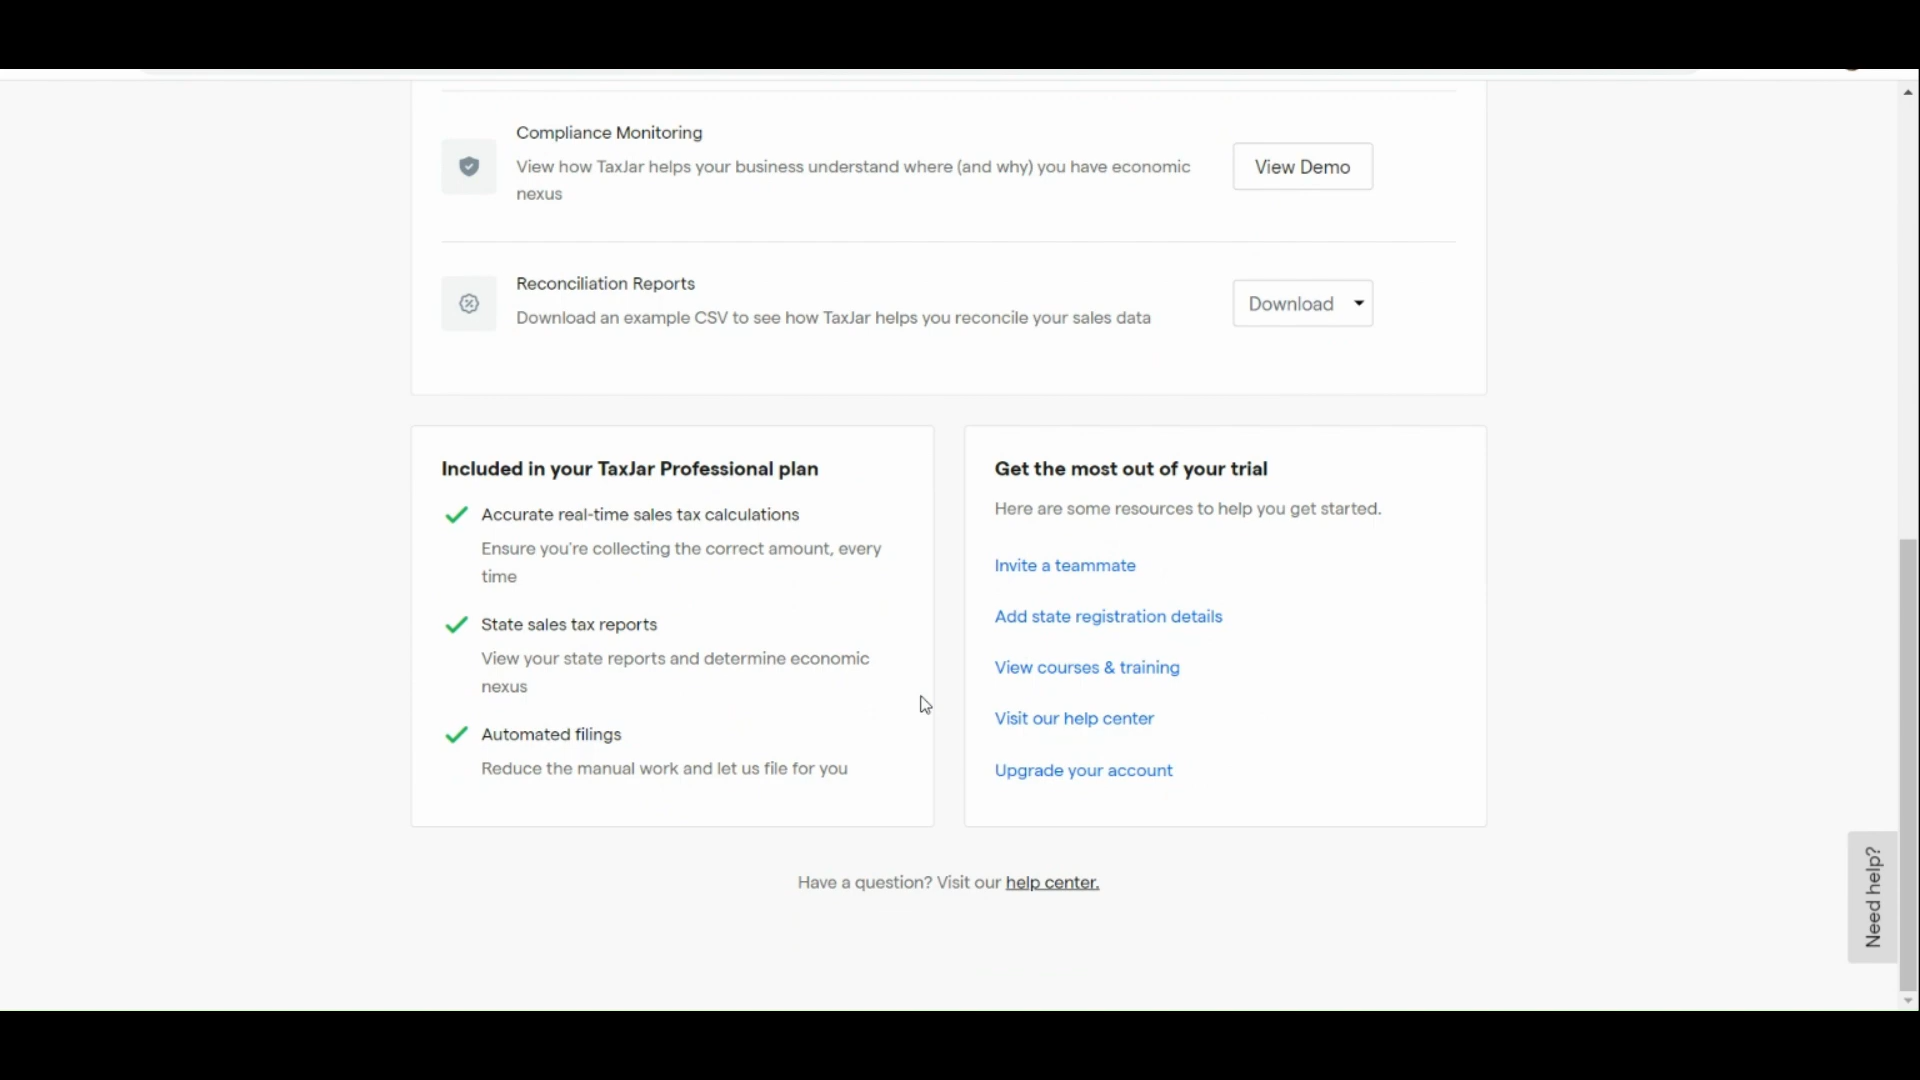 Compliance Monitoring
View how TaxJar helps your business understand where (and why) you have economic
nexus
View Demo
Reconciliation Reports
Download an example CSV to see how TaxJar helps you reconcile your sales data
Download
Included in your TaxJar Professional plan
Accurate real-time sales tax calculations
Ensure you're collecting the correct amount, every
time
State sales tax reports
View your state reports and determine economic
nexus
Automated filings
Reduce the manual work and let us file for you
Get the most out of your trial
Here are some resources to help you get started.
Invite a teammate
Add state registration details
View courses & training
Visit our help center
Upgrade your account
Have a question? Visit our help center.
Need help?